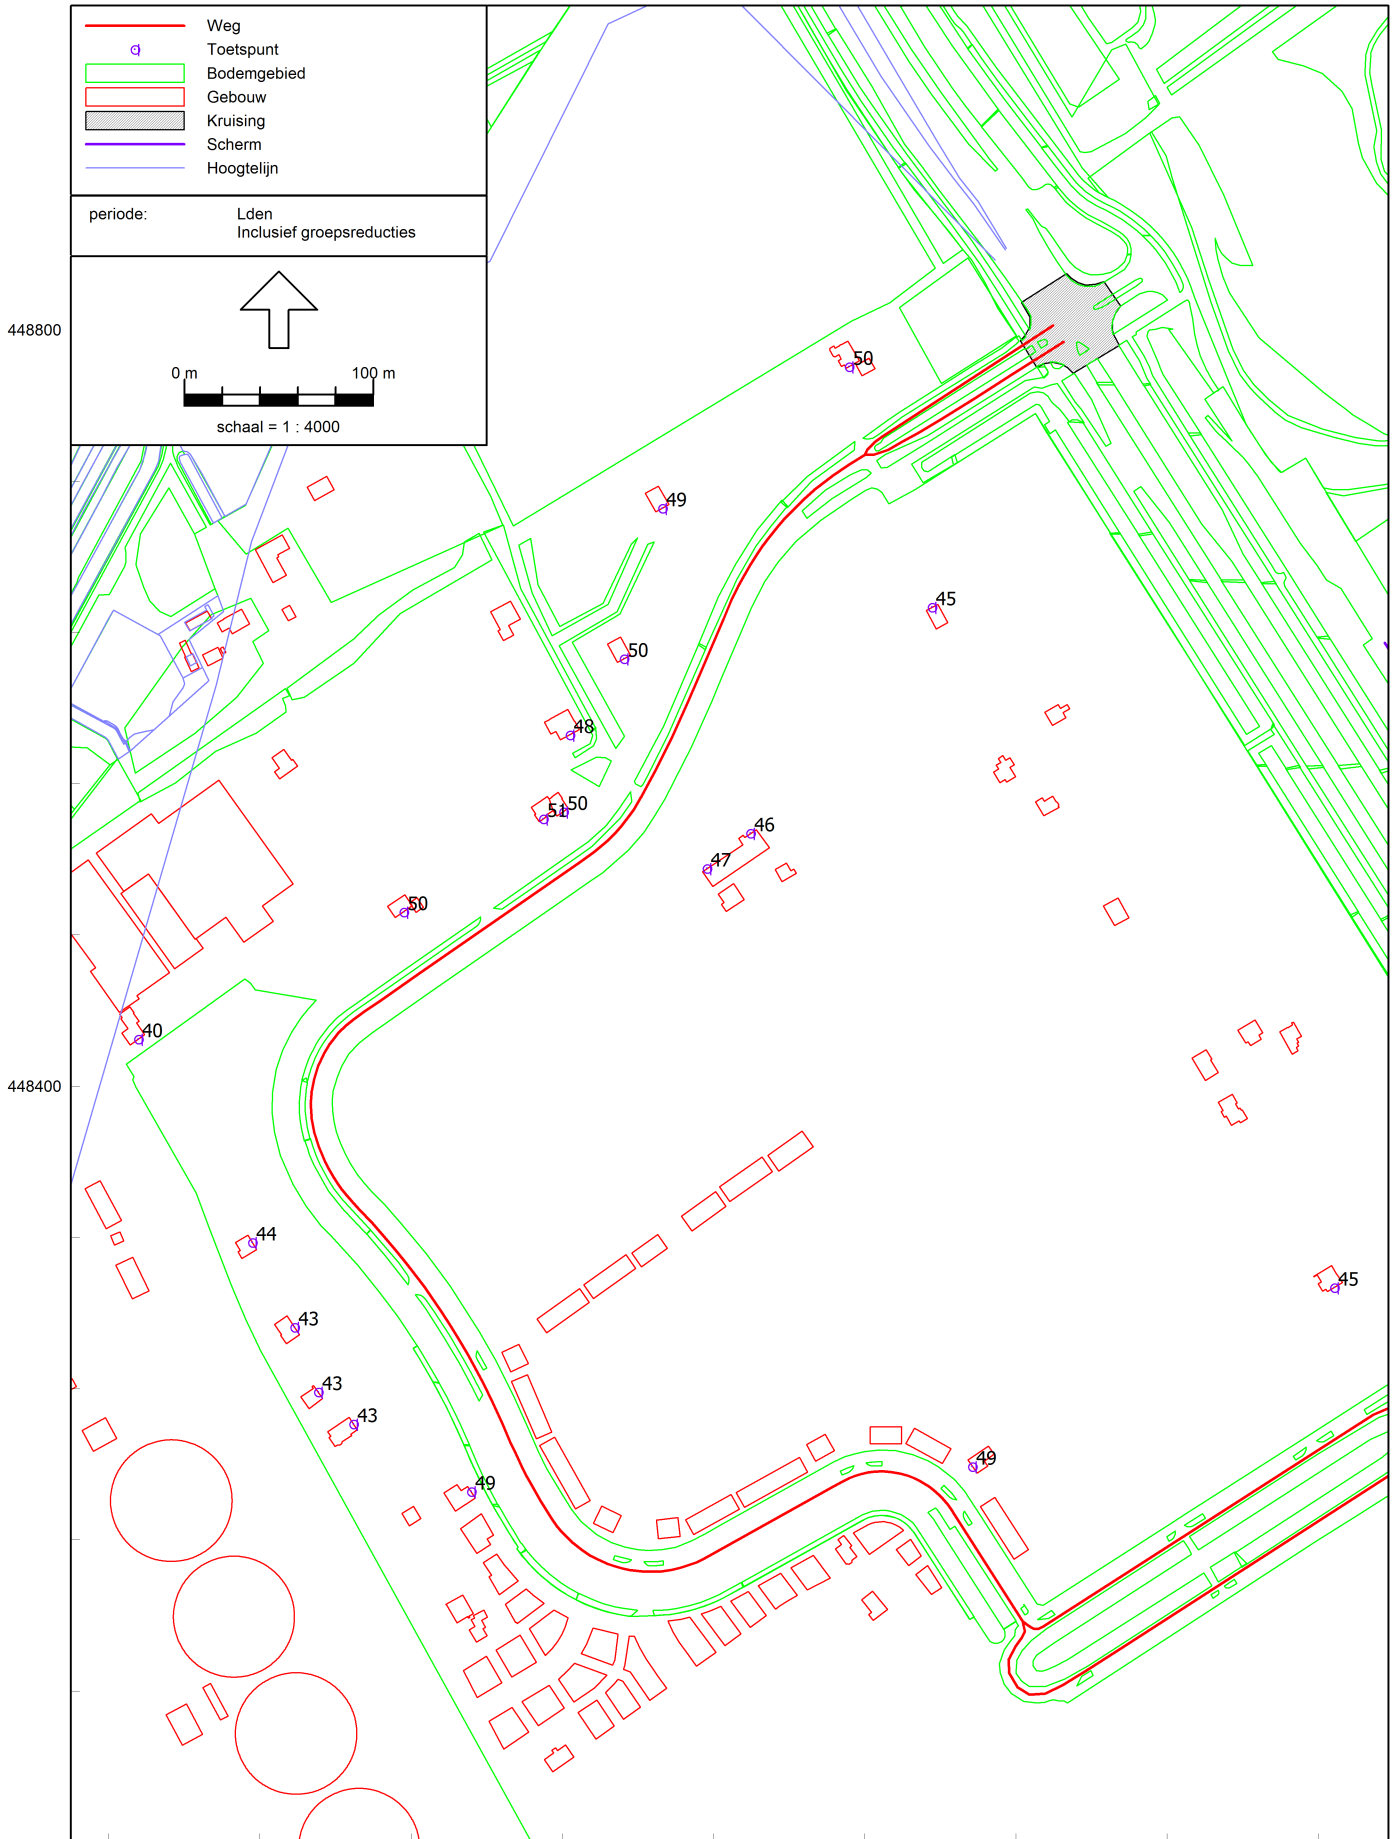 Weg
Toetspunt
Bodemgebied
Gebouw
Kruising
Scherm
Hoogtelijn
periode: Lden
Inclusief groepsreducties
0 m 100 m
schaal = 1 : 4000
448800
50
49
45
50
48
51 50
46
47
50
40
448400
44
45
43
43
43
49
49